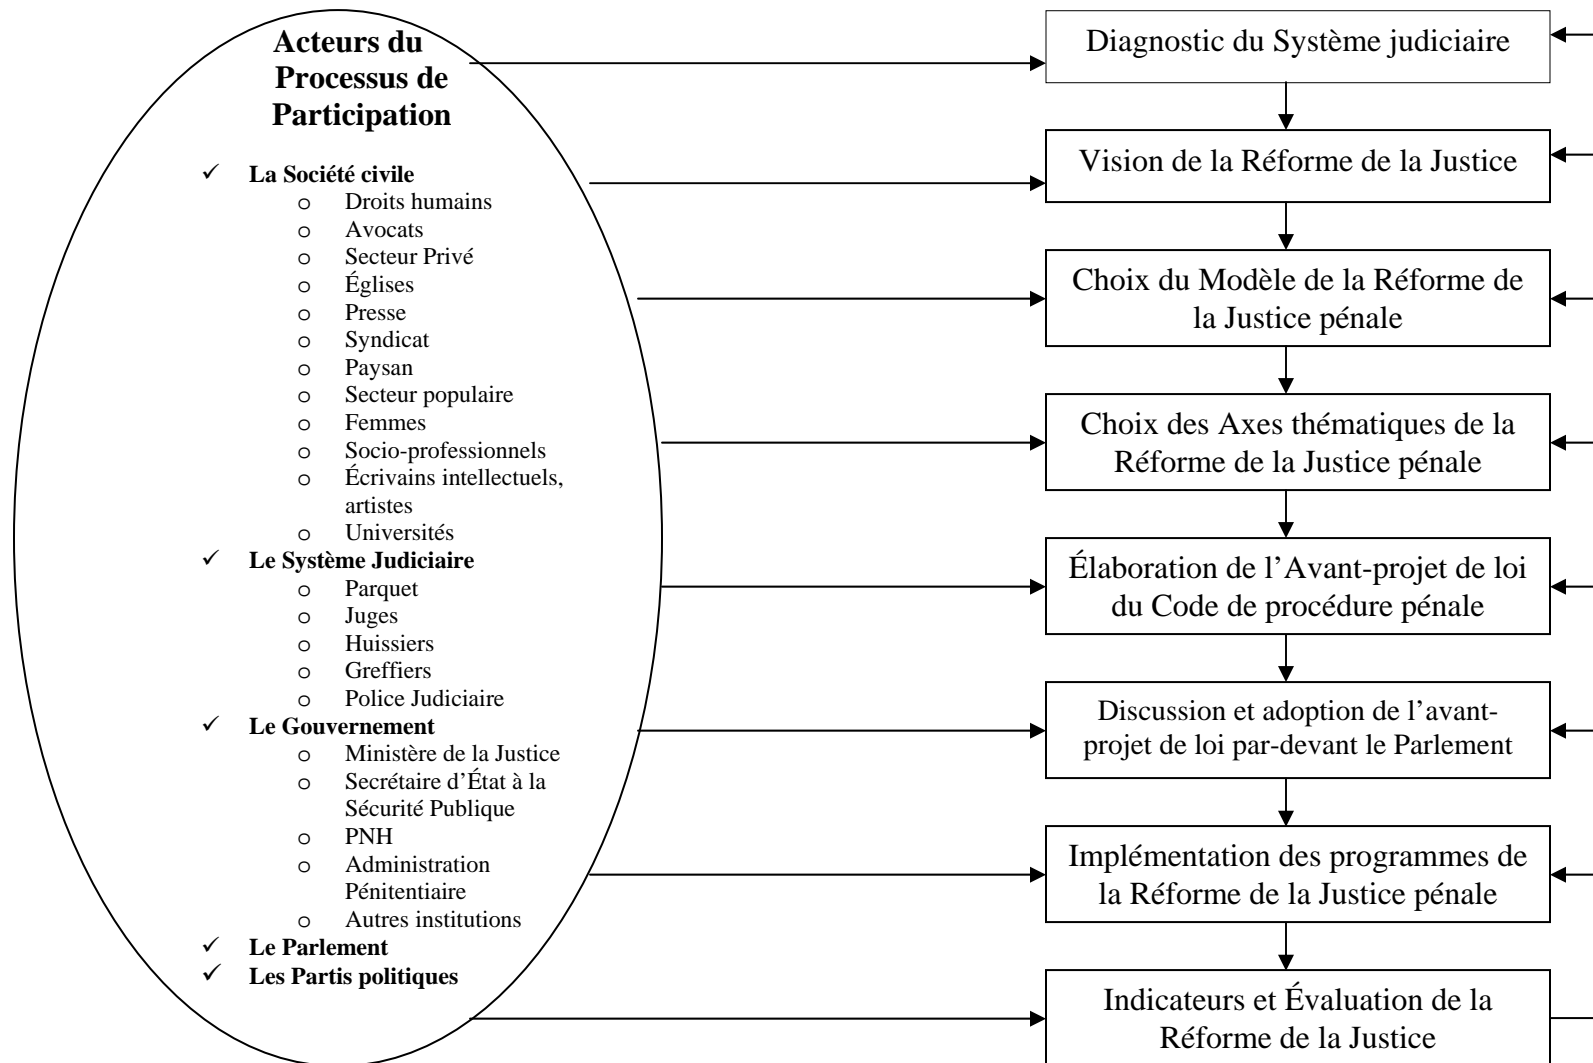 Acteurs du
Processus de
Participation
✓ La Société civile
o Droits humains
o Avocats
o Secteur Privé
o Églises
o Presse
o Syndicat
o Paysan
o Secteur populaire
o Femmes
o Socio-professionnels
o Écrivains intellectuels,
artistes
o Universités
✓ Le Système Judiciaire
o Parquet
o Juges
o Huissiers
o Greffiers
o Police Judiciaire
✓ Le Gouvernement
o Ministère de la Justice
o Secrétaire d’État à la
Sécurité Publique
o PNH
o Administration
Pénitentiaire
o Autres institutions
✓ Le Parlement
✓ Les Partis politiques
Diagnostic du Système judiciaire
Vision de la Réforme de la Justice
Choix du Modèle de la Réforme de
la Justice pénale
Choix des Axes thématiques de la
Réforme de la Justice pénale
Élaboration de l’Avant-projet de loi
du Code de procédure pénale
Discussion et adoption de l’avant-
projet de loi par-devant le Parlement
Implémentation des programmes de
la Réforme de la Justice pénale
Indicateurs et Évaluation de la
Réforme de la Justice